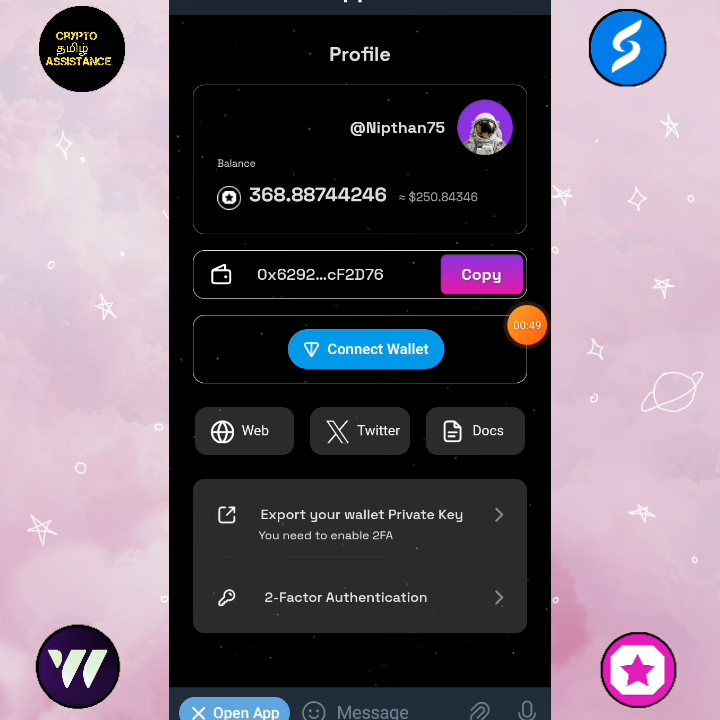 CRYPTO
தமிழ்
ASSISTANCE
Profile
@Nipthan75
Balance
368.88744246 ≈ $250.84346
0x6292...cF2D76 Copy
00:49
Connect Wallet
Web Twitter Docs
Export your wallet Private Key
You need to enable 2FA
2-Factor Authentication
Open App Message